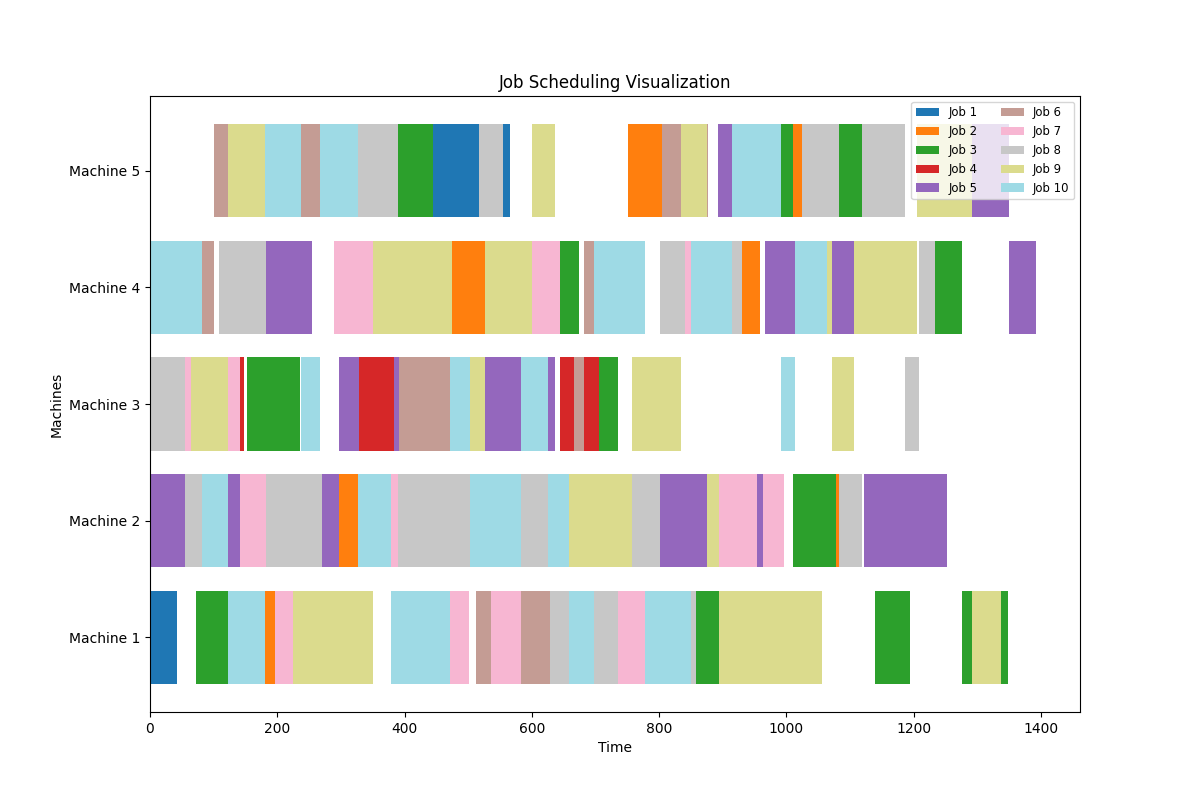 Job Scheduling Visualization
Job 1
Job 2
Job 3
Job 4
Job 5
Job 6
Job 7
Job 8
Job 9
Job 10
Machine 5
Machine 4
Machine 3
Machine 2
Machine 1
Machines
0 200 400 600 800 1000 1200 1400
Time